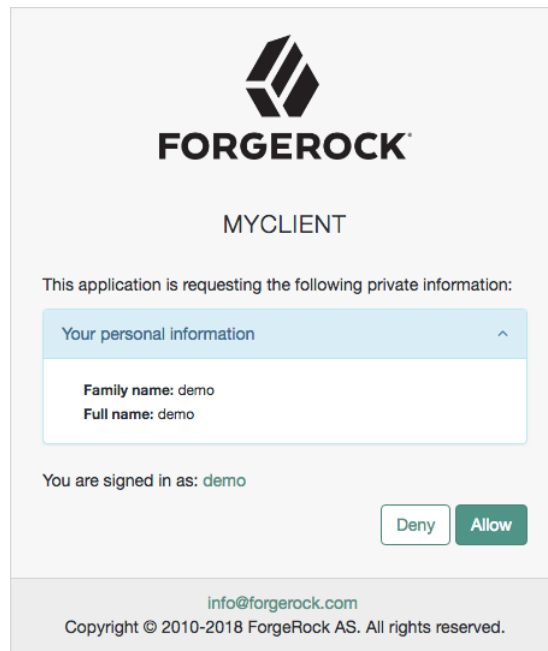 FORGEROCK
MYCLIENT
This application is requesting the following private information:
Your personal information
Family name: demo
Full name: demo
You are signed in as: demo
Deny
Allow
info@forgerock.com
Copyright © 2010-2018 ForgeRock AS. All rights reserved.